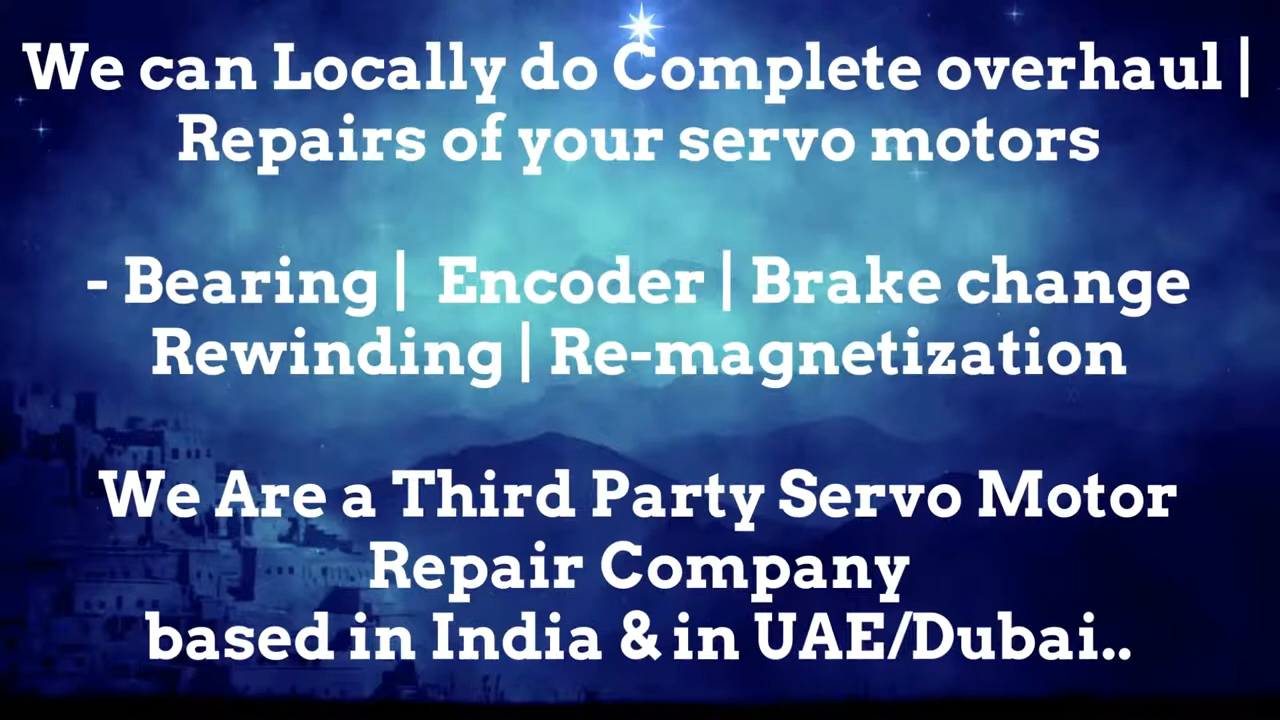 We can Locally do Complete overhaul |
Repairs of your servo motors
- Bearing | Encoder | Brake change
Rewinding | Re-magnetization
We Are a Third Party Servo Motor
Repair Company
based in India & in UAE/Dubai..